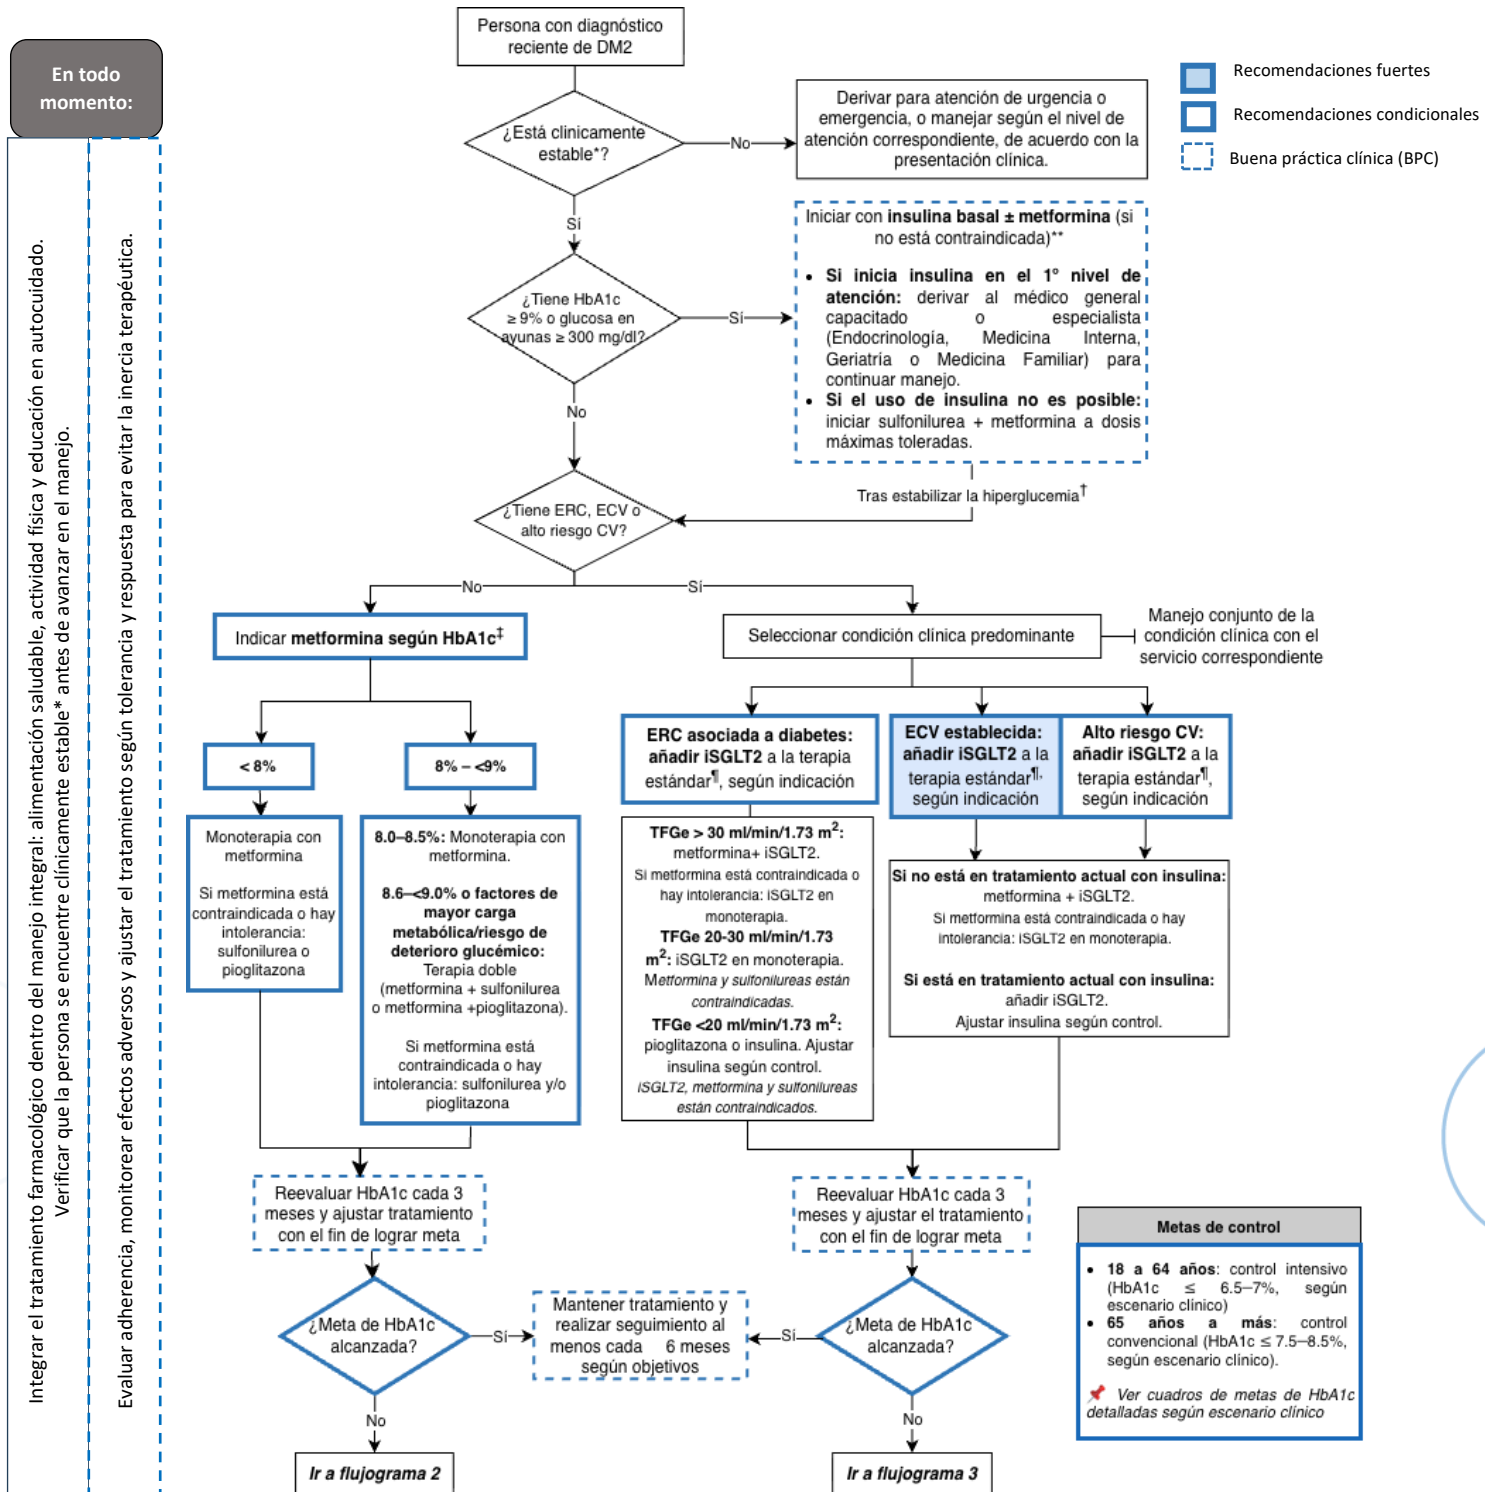 Persona con diagnóstico
reciente de DM2
En todo
momento:
Integrar el tratamiento farmacológico dentro del manejo integral: alimentación saludable, actividad física y educación en autocuidado.
Verificar que la persona se encuentre clínicamente estable* antes de avanzar en el manejo.
Evaluar adherencia, monitorear efectos adversos y ajustar el tratamiento según tolerancia y respuesta para evitar la inercia terapéutica.
Recomendaciones fuertes
Recomendaciones condicionales
Buena práctica clínica (BPC)
¿Está clinicamente
estable*?
No
Derivar para atención de urgencia o
emergencia, o manejar según el nivel de
atención correspondiente, de acuerdo con la
presentación clínica.
Sí
¿Tiene HbA1c
≥ 9% o glucosa en
ayunas ≥ 300 mg/dl?
Sí
Iniciar con insulina basal ± metformina (si
no está contraindicada)**
• Si inicia insulina en el 1° nivel de
atención: derivar al médico general
capacitado o especialista
(Endocrinología, Medicina Interna,
Geriatría o Medicina Familiar) para
continuar manejo.
• Si el uso de insulina no es posible:
iniciar sulfonilurea + metformina a dosis
máximas toleradas.
No
Tras estabilizar la hiperglucemia†
¿Tiene ERC, ECV o
alto riesgo CV?
No
Sí
Indicar metformina según HbA1c‡
Seleccionar condición clínica predominante
Manejo conjunto de la
condición clínica con el
servicio correspondiente
< 8%
8% – <9%
Monoterapia con
metformina
Si metformina está
contraindicada o hay
intolerancia:
sulfonilurea o
pioglitazona
8.0–8.5%: Monoterapia con
metformina.
8.6–<9.0% o factores de
mayor carga
metabólica/riesgo de
deterioro glucémico:
Terapia doble
(metformina + sulfonilurea
o metformina +pioglitazona).
Si metformina está
contraindicada o hay
intolerancia: sulfonilurea y/o
pioglitazona
ERC asociada a diabetes:
añadir iSGLT2 a la terapia
estándar¶, según indicación
ECV establecida:
añadir iSGLT2 a la
terapia estándar¶,
según indicación
Alto riesgo CV:
añadir iSGLT2 a la
terapia estándar¶,
según indicación
TFGe > 30 ml/min/1.73 m²:
metformina+ iSGLT2.
Si metformina está contraindicada o
hay intolerancia: iSGLT2 en
monoterapia.
TFGe 20-30 ml/min/1.73
m²: iSGLT2 en monoterapia.
Metformina y sulfonilureas están
contraindicadas.
TFGe <20 ml/min/1.73 m²:
pioglitazona o insulina. Ajustar
insulina según control.
iSGLT2, metformina y sulfonilureas
están contraindicados.
Si no está en tratamiento actual con insulina:
metformina + iSGLT2.
Si metformina está contraindicada o hay
intolerancia: iSGLT2 en monoterapia.
Si está en tratamiento actual con insulina:
añadir iSGLT2.
Ajustar insulina según control.
Reevaluar HbA1c cada 3
meses y ajustar tratamiento
con el fin de lograr meta
Reevaluar HbA1c cada 3
meses y ajustar el tratamiento
con el fin de lograr meta
¿Meta de HbA1c
alcanzada?
Sí
Mantener tratamiento y
realizar seguimiento al
menos cada 6 meses
según objetivos
Sí
¿Meta de HbA1c
alcanzada?
No
No
Ir a flujograma 2
Ir a flujograma 3
Metas de control
• 18 a 64 años: control intensivo
(HbA1c ≤ 6.5–7%, según
escenario clínico)
• 65 años a más: control
convencional (HbA1c ≤ 7.5–8.5%,
según escenario clínico).
📌 Ver cuadros de metas de HbA1c
detalladas según escenario clínico